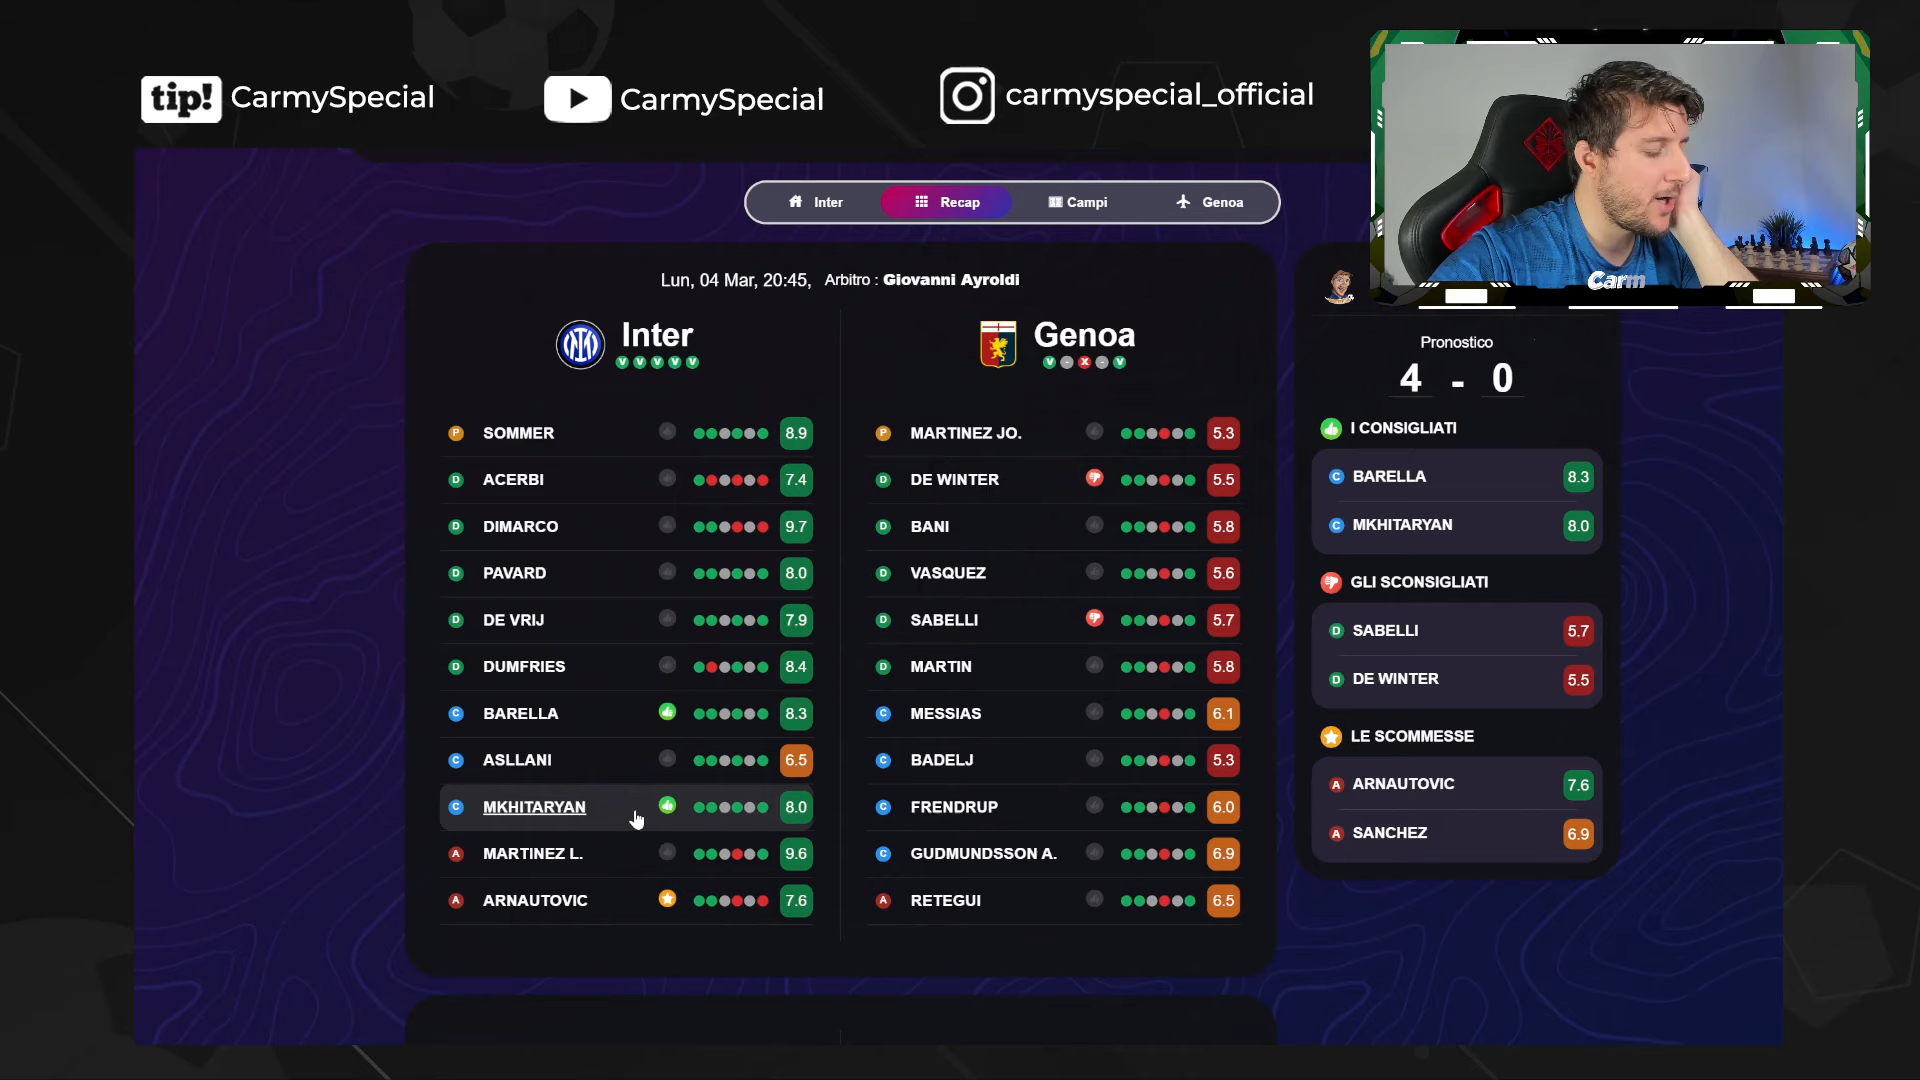 tip! CarmySpecial
CarmySpecial
carmyspecial_official
Carm
Inter
Recap
Campi
Genoa
Lun, 04 Mar, 20:45, Arbitro : Giovanni Ayroldi
Inter
V V V V V
Genoa
V - X - V
P SOMMER 8.9
D ACERBI 7.4
D DIMARCO 9.7
D PAVARD 8.0
D DE VRIJ 7.9
D DUMFRIES 8.4
C BARELLA 8.3
C ASLLANI 6.5
C MKHITARYAN 8.0
A MARTINEZ L. 9.6
A ARNAUTOVIC 7.6
P MARTINEZ JO. 5.3
D DE WINTER 5.5
D BANI 5.8
D VASQUEZ 5.6
D SABELLI 5.7
D MARTIN 5.8
C MESSIAS 6.1
C BADELJ 5.3
C FRENDRUP 6.0
C GUDMUNDSSON A. 6.9
A RETEGUI 6.5
Pronostico
4 - 0
I CONSIGLIATI
C BARELLA 8.3
C MKHITARYAN 8.0
GLI SCONSIGLIATI
D SABELLI 5.7
D DE WINTER 5.5
LE SCOMMESSE
A ARNAUTOVIC 7.6
A SANCHEZ 6.9